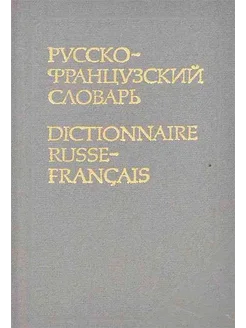 РУССКО-
ФРАНЦУЗСКИЙ
СЛОВАРЬ
DICTIONNAIRE
RUSSE-
FRANÇAIS